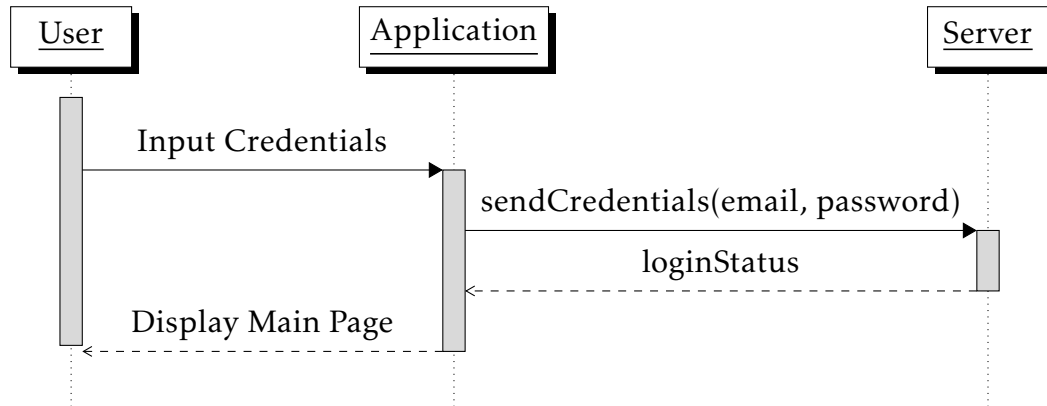 User
Application
Server
Input Credentials
sendCredentials(email, password)
loginStatus
Display Main Page